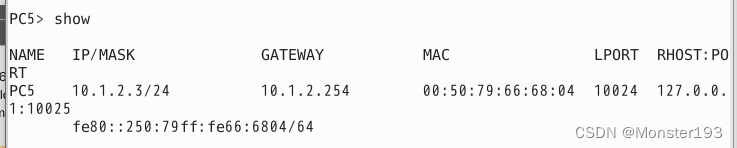 PC5> show
NAME IP/MASK GATEWAY MAC LPORT RHOST:PO
RT
PC5 10.1.2.3/24 10.1.2.254 00:50:79:66:68:04 10024 127.0.0.
1:10025
fe80::250:79ff:fe66:6804/64
CSDN @Monster193